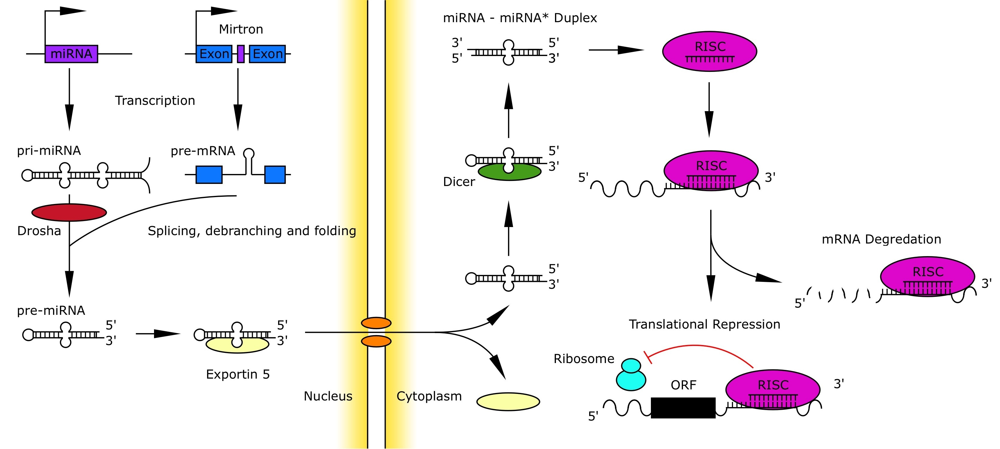 Mirtron
miRNA
Exon
Exon
Transcription
pri-miRNA
pre-mRNA
Drosha
Splicing, debranching and folding
pre-miRNA
5'
3'
5'
3'
Exportin 5
Nucleus
Cytoplasm
miRNA - miRNA* Duplex
3'
5'
5'
3'
5'
3'
Dicer
5'
3'
RISC
RISC
5'
3'
mRNA Degredation
RISC
3'
5'
Translational Repression
Ribosome
ORF
RISC
3'
5'